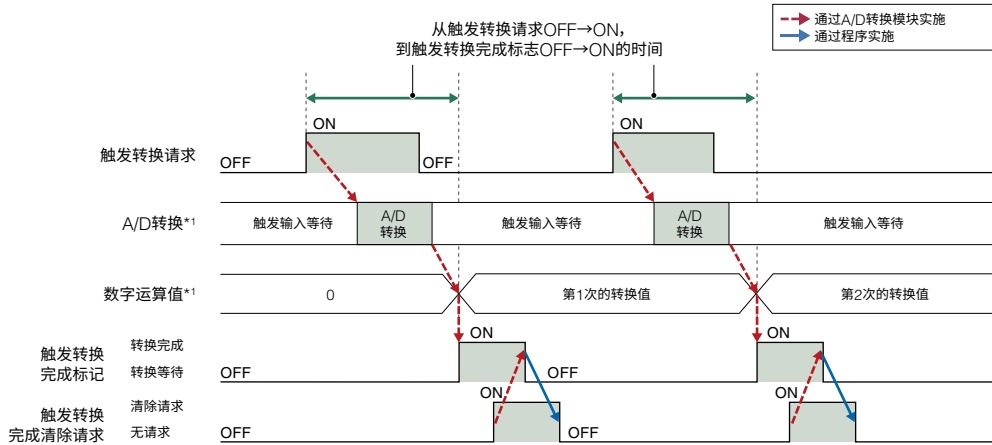 通过A/D转换模块实施
通过程序实施
从触发转换请求OFF→ON,
到触发转换完成标志OFF→ON的时间
ON
ON
触发转换请求
OFF
OFF
A/D转换*1
触发输入等待
A/D
转换
触发输入等待
A/D
转换
触发输入等待
数字运算值*1
0
第1次的转换值
第2次的转换值
ON
ON
触发转换
完成标记
转换完成
转换等待
OFF
OFF
ON
ON
触发转换
完成清除请求
清除请求
无请求
OFF
OFF